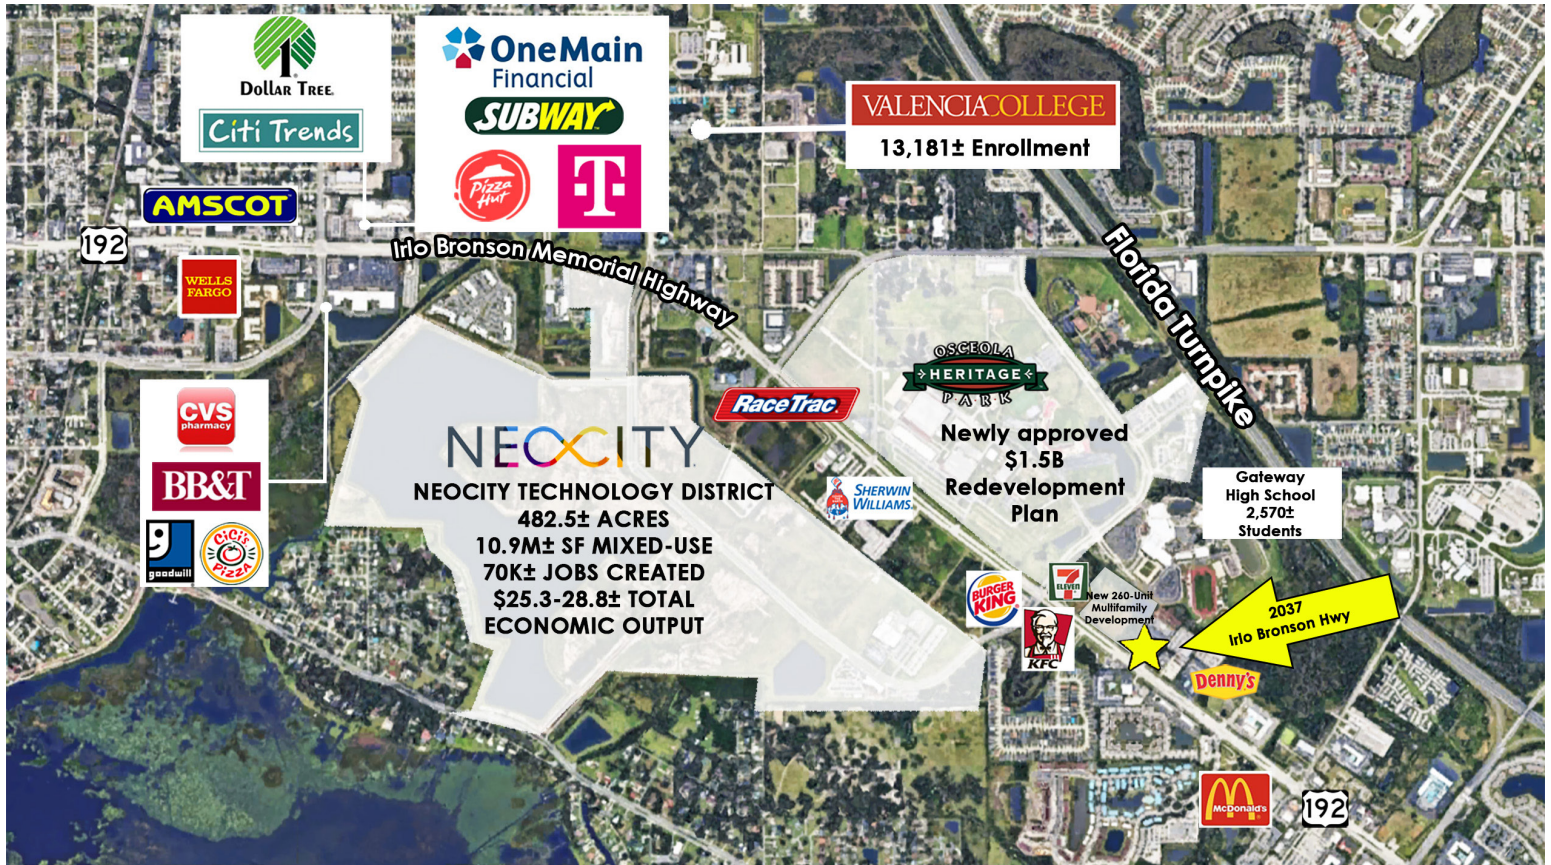 DOLLAR TREE
Citi Trends
OneMain
Financial
SUBWAY
Pizza
Hut
T
VALENCIACOLLEGE
13,181± Enrollment
AMSCOT
192
WELLS
FARGO
Irlo Bronson Memorial Highway
Florida Turnpike
OSCEOLA
HERITAGE
PARK
Newly approved
$1.5B
Redevelopment
Plan
RaceTrac
CVS
pharmacy
BB&T
goodwill
CiCi's
PIZZA
NEOCITY
NEOCITY TECHNOLOGY DISTRICT
482.5± ACRES
10.9M± SF MIXED-USE
70K± JOBS CREATED
$25.3-28.8± TOTAL
ECONOMIC OUTPUT
SHERWIN
WILLIAMS
Gateway
High School
2,570±
Students
BURGER
KING
7
ELEVEN
KFC
New 260-Unit
Multifamily
Development
2037
Irlo Bronson Hwy
Denny's
McDonald's
192